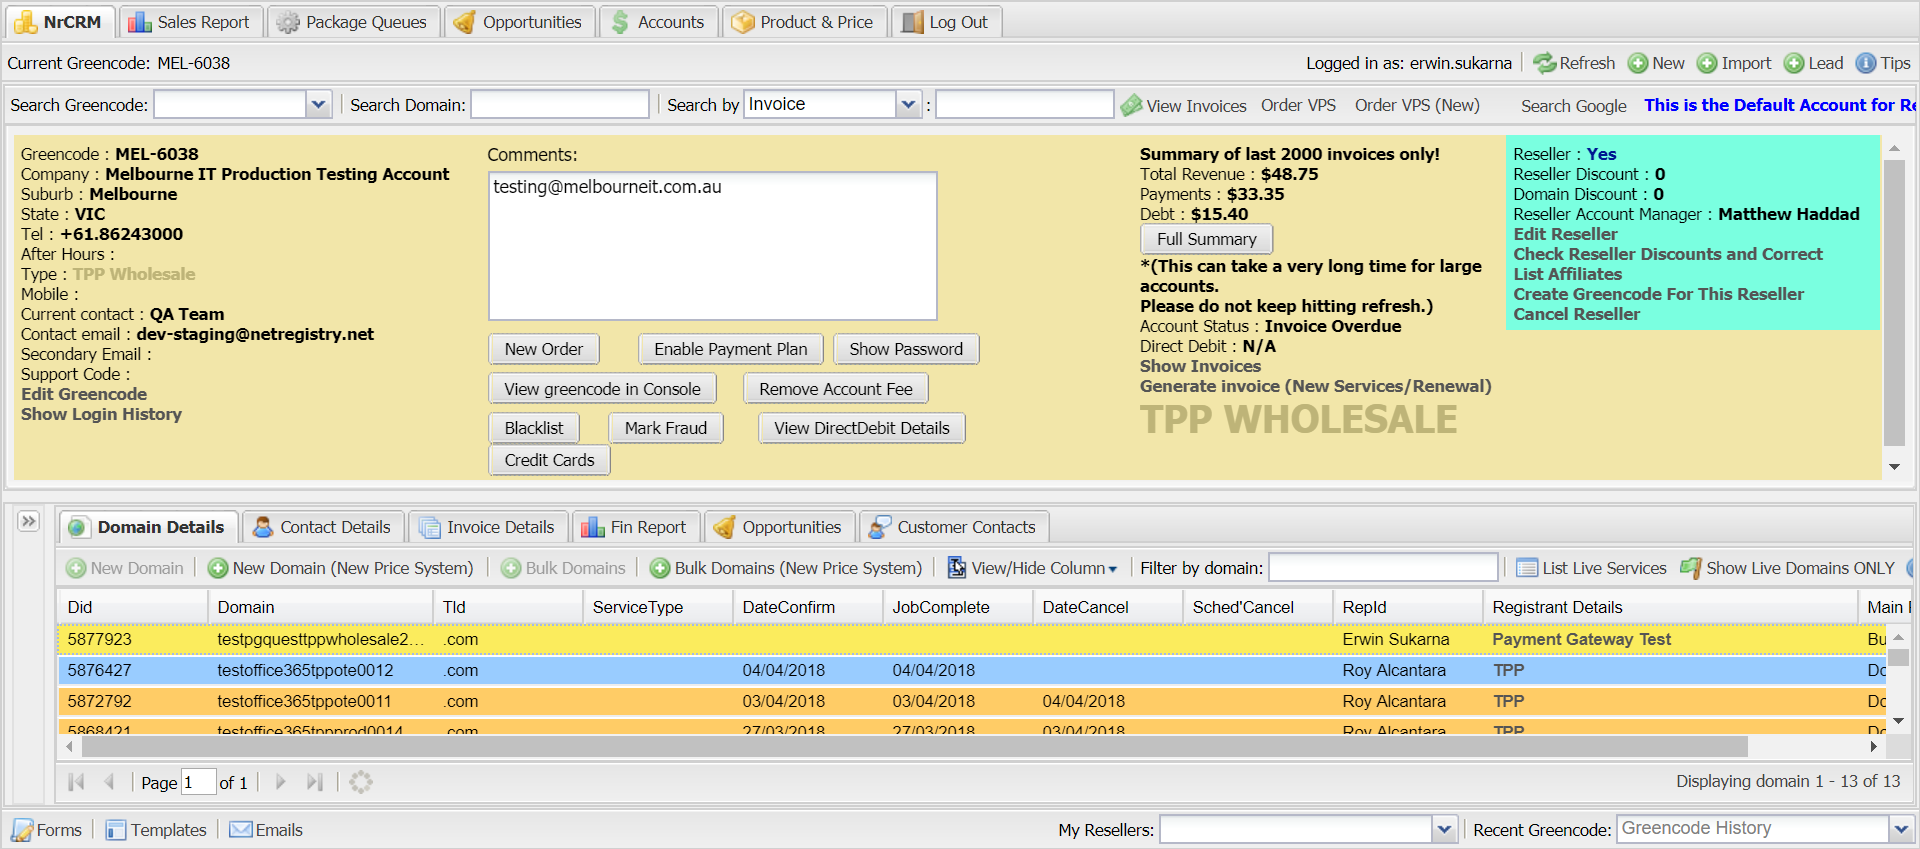 NrCRM Sales Report Package Queues Opportunities Accounts Product & Price Log Out
Current Greencode: MEL-6038 Logged in as: erwin.sukarna Refresh New Import Lead Tips
Search Greencode: Search Domain: Search by Invoice : View Invoices Order VPS Order VPS (New) Search Google This is the Default Account for Re
Greencode : MEL-6038
Company : Melbourne IT Production Testing Account
Suburb : Melbourne
State : VIC
Tel : +61.86243000
After Hours :
Type : TPP Wholesale
Mobile :
Current contact : QA Team
Contact email : dev-staging@netregistry.net
Secondary Email :
Support Code :
Edit Greencode
Show Login History
Comments:
testing@melbourneit.com.au
New Order Enable Payment Plan Show Password
View greencode in Console Remove Account Fee
Blacklist Mark Fraud View DirectDebit Details
Credit Cards
Summary of last 2000 invoices only!
Total Revenue : $48.75
Payments : $33.35
Debt : $15.40
Full Summary
*(This can take a very long time for large
accounts.
Please do not keep hitting refresh.)
Account Status : Invoice Overdue
Direct Debit : N/A
Show Invoices
Generate invoice (New Services/Renewal)
TPP WHOLESALE
Reseller : Yes
Reseller Discount : 0
Domain Discount : 0
Reseller Account Manager : Matthew Haddad
Edit Reseller
Check Reseller Discounts and Correct
List Affiliates
Create Greencode For This Reseller
Cancel Reseller
Domain Details Contact Details Invoice Details Fin Report Opportunities Customer Contacts
New Domain New Domain (New Price System) Bulk Domains Bulk Domains (New Price System) View/Hide Column Filter by domain: List Live Services Show Live Domains ONLY
Did Domain Tld ServiceType DateConfirm JobComplete DateCancel Sched'Cancel RepId Registrant Details Main
5877923 testpgquesttppwholesale2... .com Erwin Sukarna Payment Gateway Test Bu
5876427 testoffice365tppote0012 .com 04/04/2018 04/04/2018 Roy Alcantara TPP Do
5872792 testoffice365tppote0011 .com 03/04/2018 03/04/2018 04/04/2018 Roy Alcantara TPP Do
5868421 testoffice365tppprod0014 .com 27/03/2018 27/03/2018 03/04/2018 Roy Alcantara TPP Do
Page 1 of 1 Displaying domain 1 - 13 of 13
Forms Templates Emails My Resellers: Recent Greencode: Greencode History